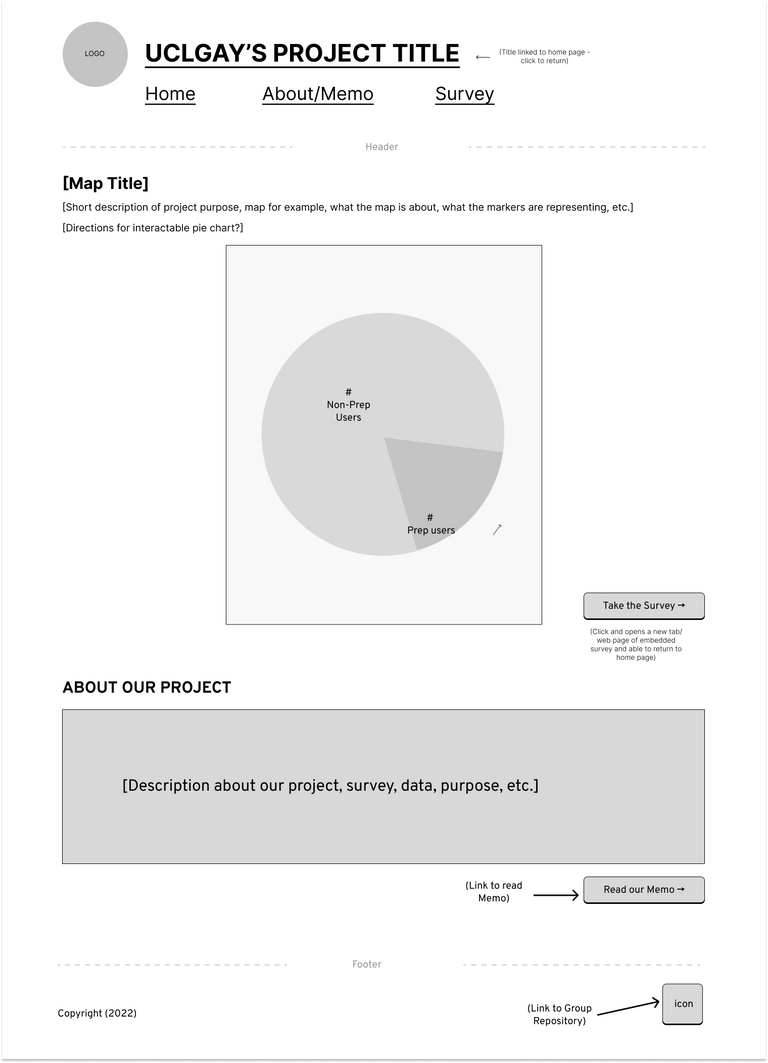 LOGO
UCLGAY’S PROJECT TITLE
(Title linked to home page -
click to return)
Home
About/Memo
Survey
Header
[Map Title]
[Short description of project purpose, map for example, what the map is about, what the markers are representing, etc.]
[Directions for interactable pie chart?]
#
Non-Prep
Users
#
Prep users
Take the Survey →
(Click and opens a new tab/
web page of embedded
survey and able to return to
home page)
ABOUT OUR PROJECT
[Description about our project, survey, data, purpose, etc.]
(Link to read
Memo)
Read our Memo →
Footer
Copyright (2022)
(Link to Group
Repository)
icon